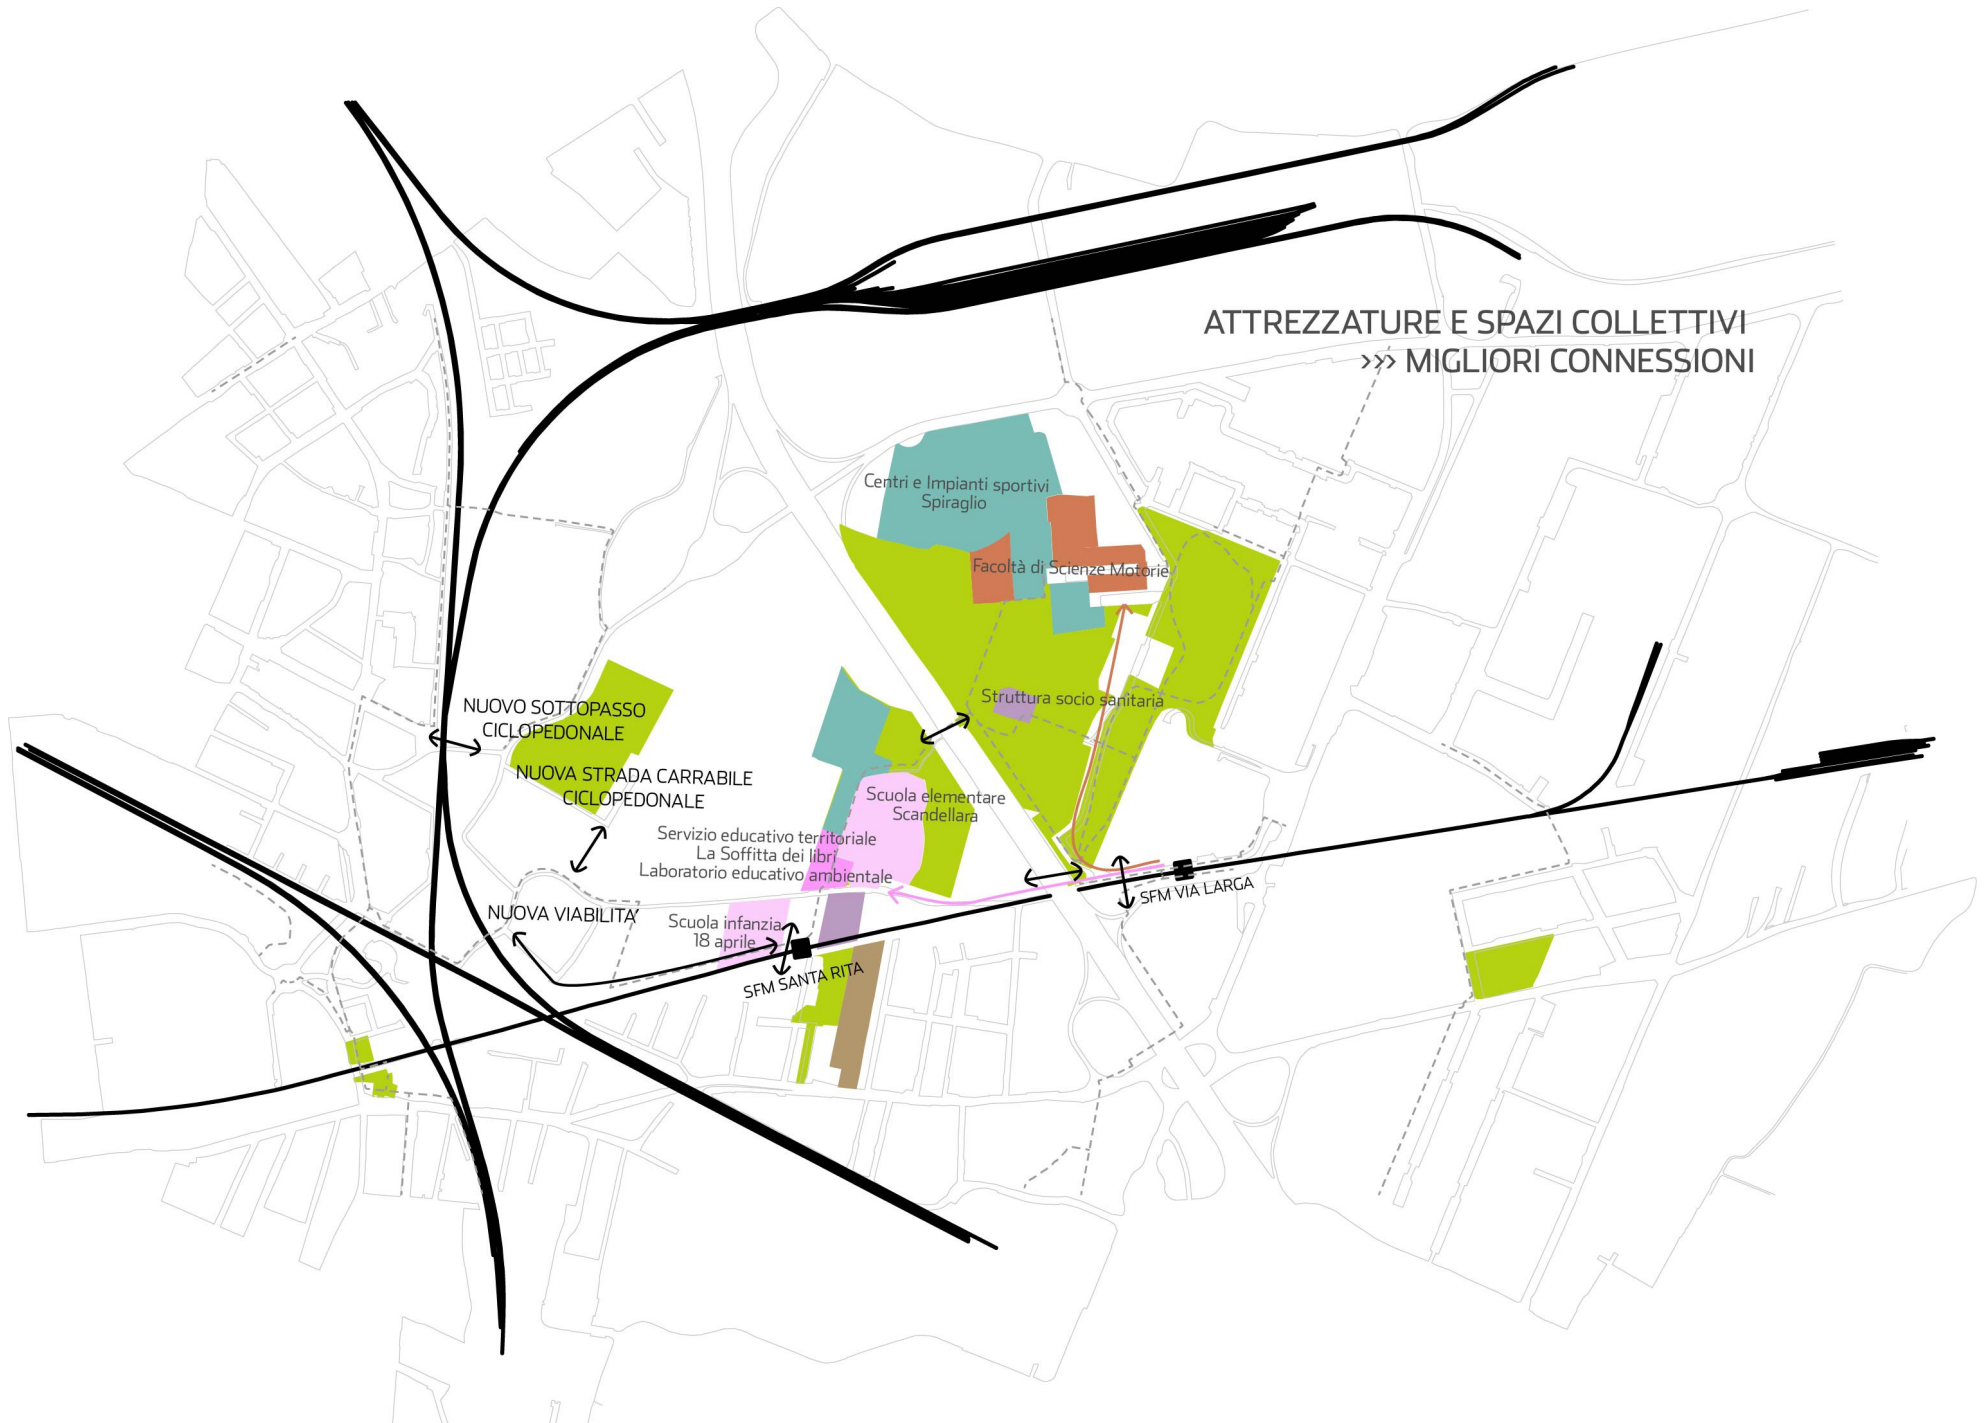 ATTREZZATURE E SPAZI COLLETTIVI
››› MIGLIORI CONNESSIONI
Centri e Impianti sportivi
Spiraglio
Facoltà di Scienze Motorie
Struttura socio sanitaria
NUOVO SOTTOPASSO
CICLOPEDONALE
NUOVA STRADA CARRABILE
CICLOPEDONALE
Scuola elementare
Scandellara
Servizio educativo territoriale
La Soffitta dei libri
Laboratorio educativo ambientale
SFM VIA LARGA
NUOVA VIABILITA'
Scuola infanzia
18 aprile
SFM SANTA RITA